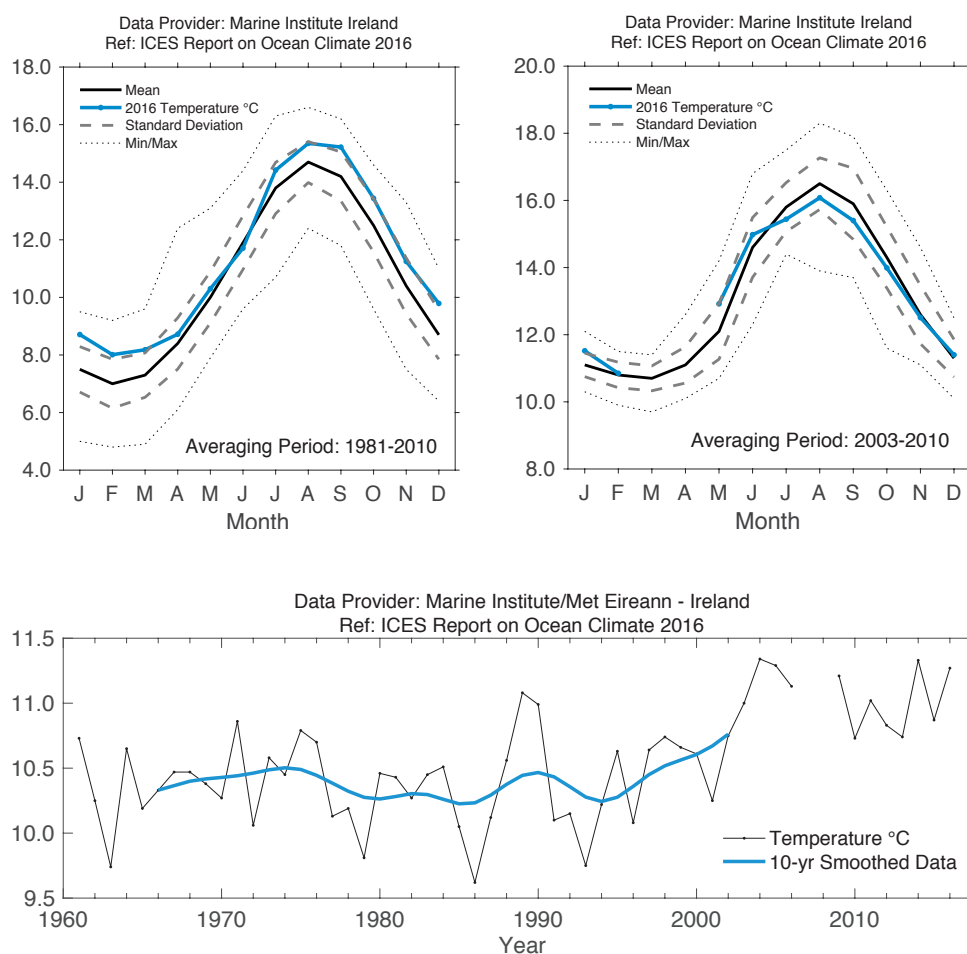 Data Provider: Marine Institute Ireland
Ref: ICES Report on Ocean Climate 2016
18.0
16.0
14.0
12.0
10.0
8.0
6.0
4.0
Mean
2016 Temperature °C
Standard Deviation
Min/Max
Averaging Period: 1981-2010
J F M A M J J A S O N D
Month
Data Provider: Marine Institute Ireland
Ref: ICES Report on Ocean Climate 2016
20.0
18.0
16.0
14.0
12.0
10.0
8.0
Mean
2016 Temperature °C
Standard Deviation
Min/Max
Averaging Period: 2003-2010
J F M A M J J A S O N D
Month
Data Provider: Marine Institute/Met Eireann - Ireland
Ref: ICES Report on Ocean Climate 2016
11.5
11.0
10.5
10.0
9.5
Temperature °C
10-yr Smoothed Data
1960 1970 1980 1990 2000 2010
Year